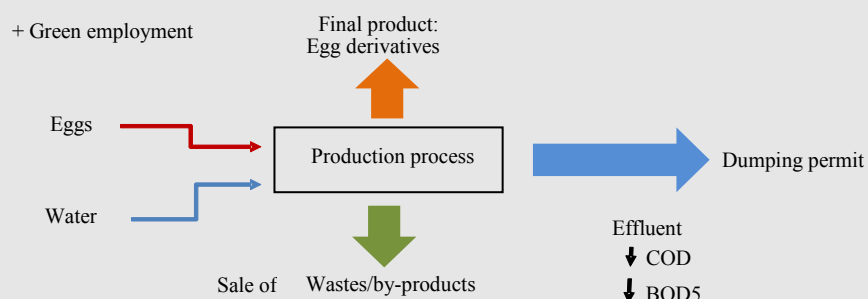 + Green employment
Final product:
Egg derivatives
Eggs
Production process
Dumping permit
Water
Effluent
COD
Sale of Wastes/by-products
BOD5